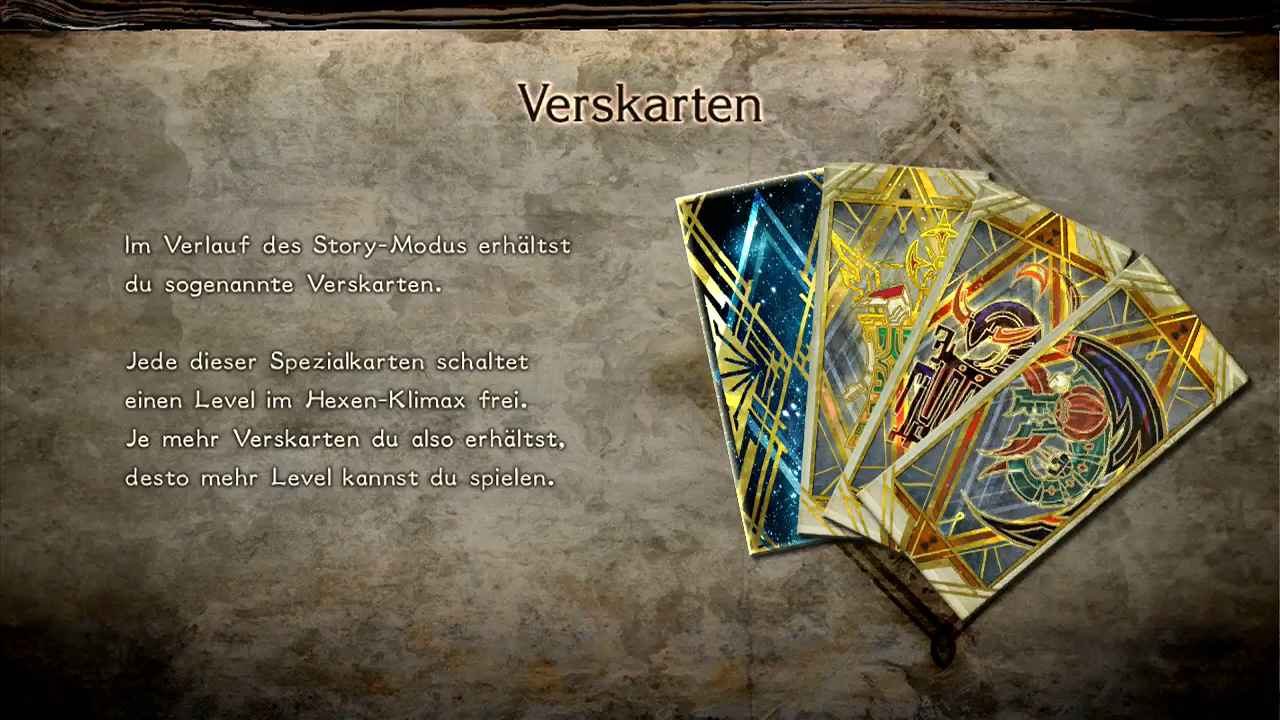 Verskarten
Im Verlauf des Story-Modus erhältst
du sogenannte Verskarten.
Jede dieser Spezialkarten schaltet
einen Level im Hexen-Klimax frei.
Je mehr Verskarten du also erhältst,
desto mehr Level kannst du spielen.